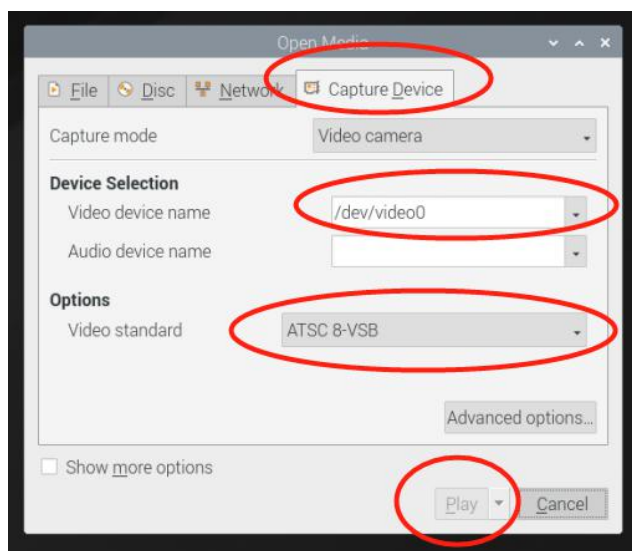 Open Media
File Disc Network Capture Device
Capture mode Video camera
Device Selection
Video device name /dev/video0
Audio device name
Options
Video standard ATSC 8-VSB
Advanced options...
Show more options
Play Cancel